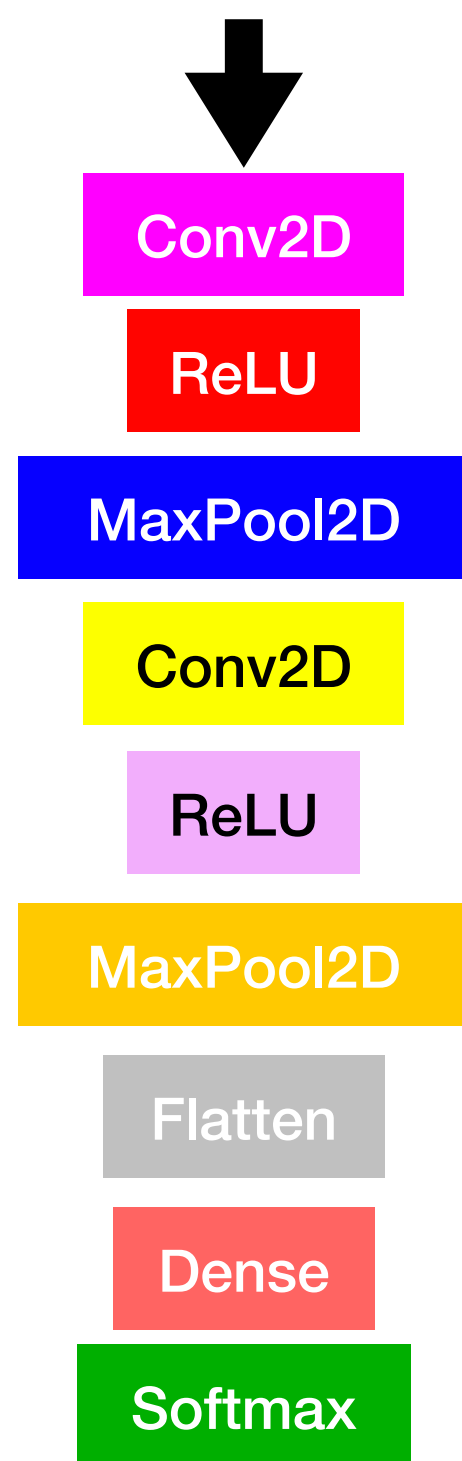 Conv2D
ReLU
MaxPool2D
Conv2D
ReLU
MaxPool2D
Flatten
Dense
Softmax